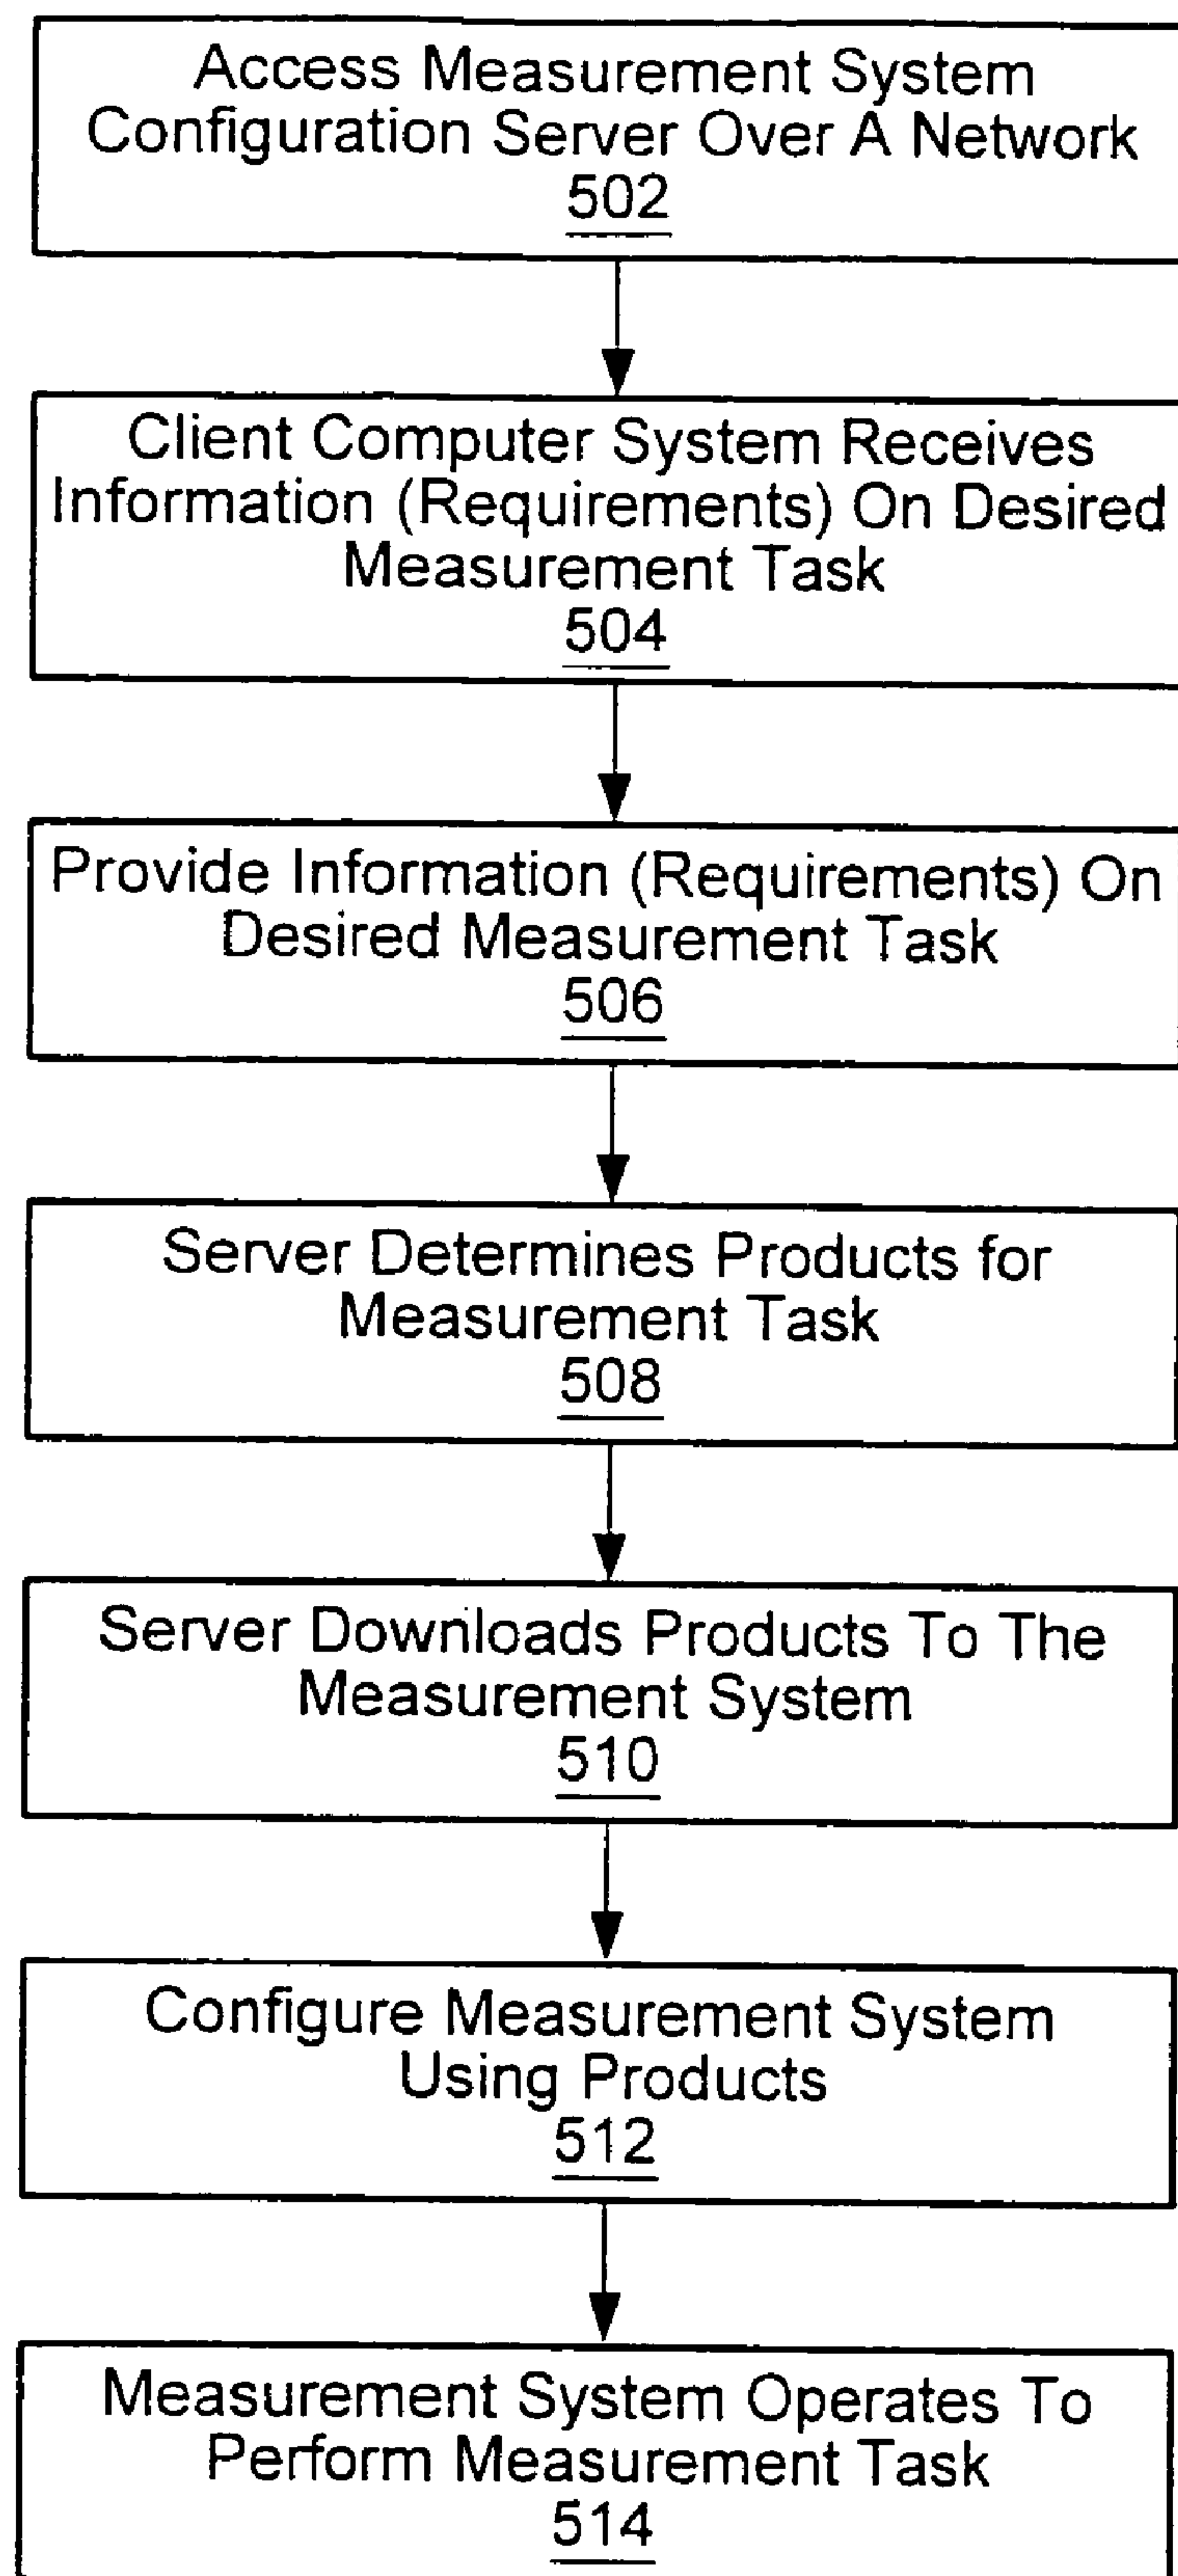 Access Measurement System
Configuration Server Over A Network
502
Client Computer System Receives
Information (Requirements) On Desired
Measurement Task
504
Provide Information (Requirements) On
Desired Measurement Task
506
Server Determines Products for
Measurement Task
508
Server Downloads Products To The
Measurement System
510
Configure Measurement System
Using Products
512
Measurement System Operates To
Perform Measurement Task
514